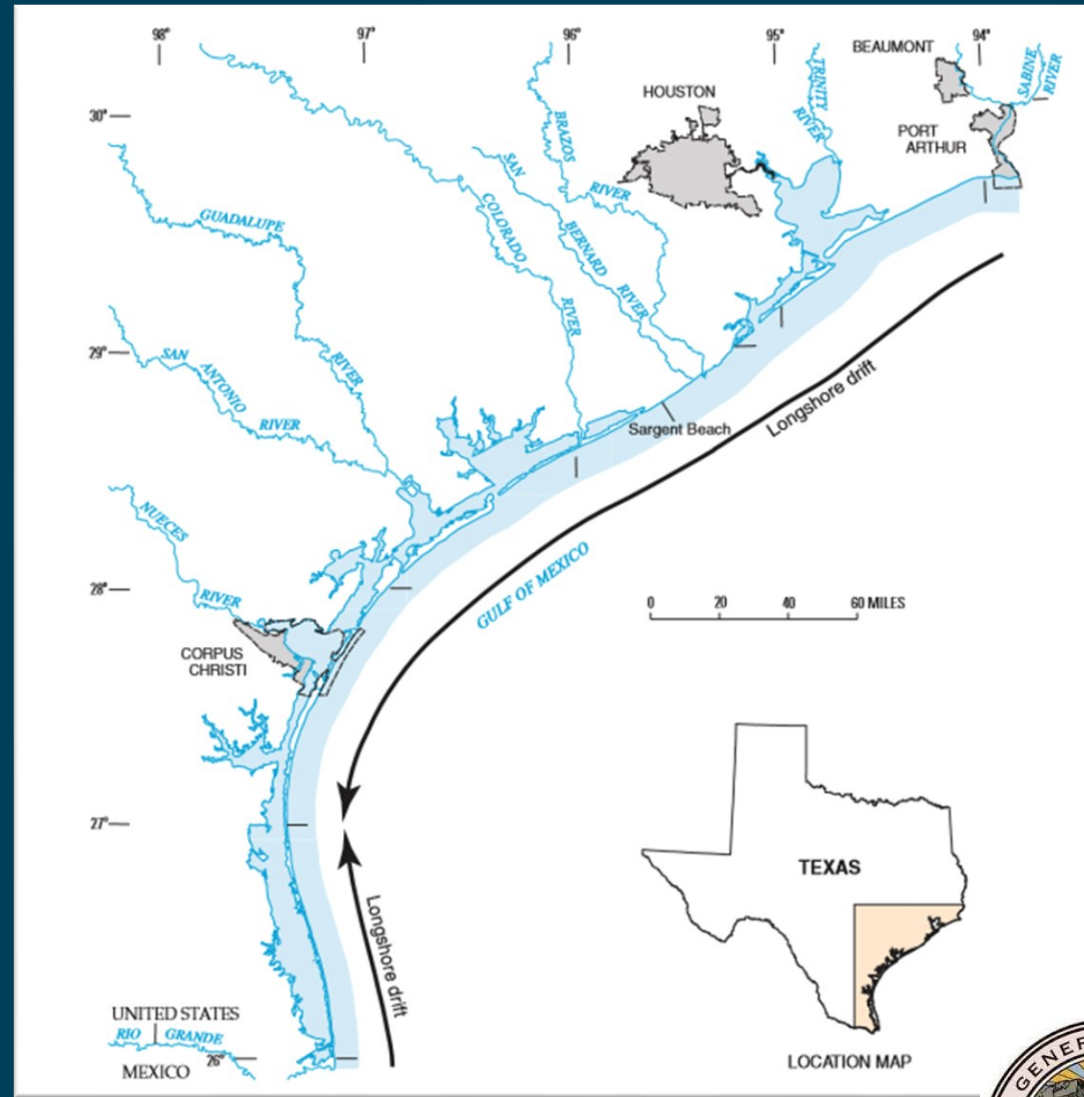 98°
97°
96°
95°
94°
BEAUMONT
SABINE
RIVER
HOUSTON
TRINITY
RIVER
30°
BRAZOS
RIVER
PORT
ARTHUR
SAN
BERNARD
RIVER
COLORADO
RIVER
GUADALUPE
RIVER
29°
SAN
ANTONIO
RIVER
Sargent Beach
Longshore drift
NUECES
RIVER
GULF OF MEXICO
28°
0 20 40 60 MILES
CORPUS
CHRISTI
27°
TEXAS
Longshore drift
UNITED STATES
RIO GRANDE
MEXICO
26°
LOCATION MAP